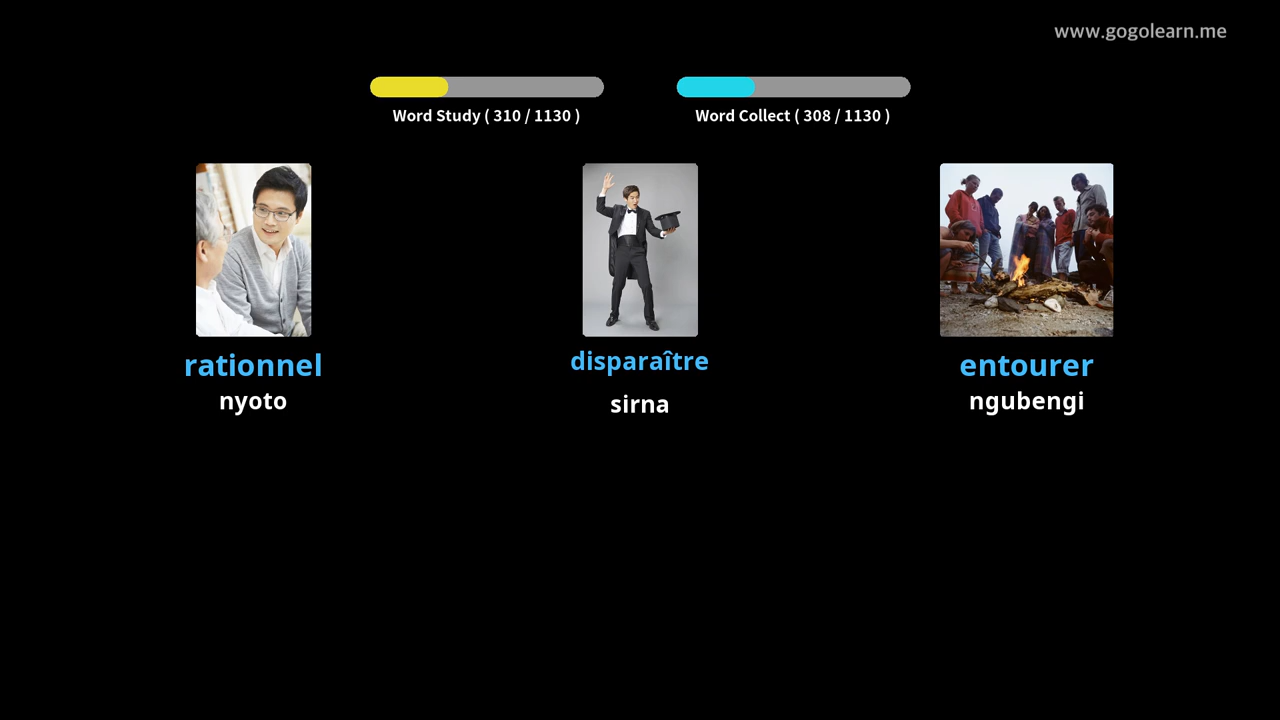 www.gogolearn.me
Word Study ( 310 / 1130 )
Word Collect ( 308 / 1130 )
rationnel
nyoto
disparaître
sirna
entourer
ngubengi